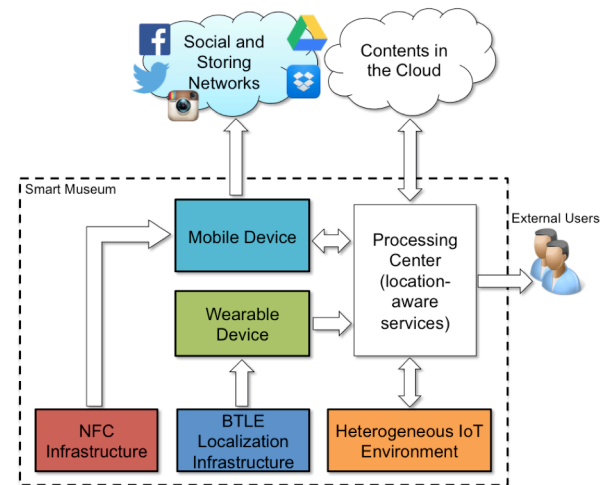 Social and
Storing
Networks
Contents in
the Cloud
Smart Museum
Mobile Device
Processing
Center
(location-
aware
services)
External Users
Wearable
Device
NFC
Infrastructure
BTLE
Localization
Infrastructure
Heterogeneous IoT
Environment